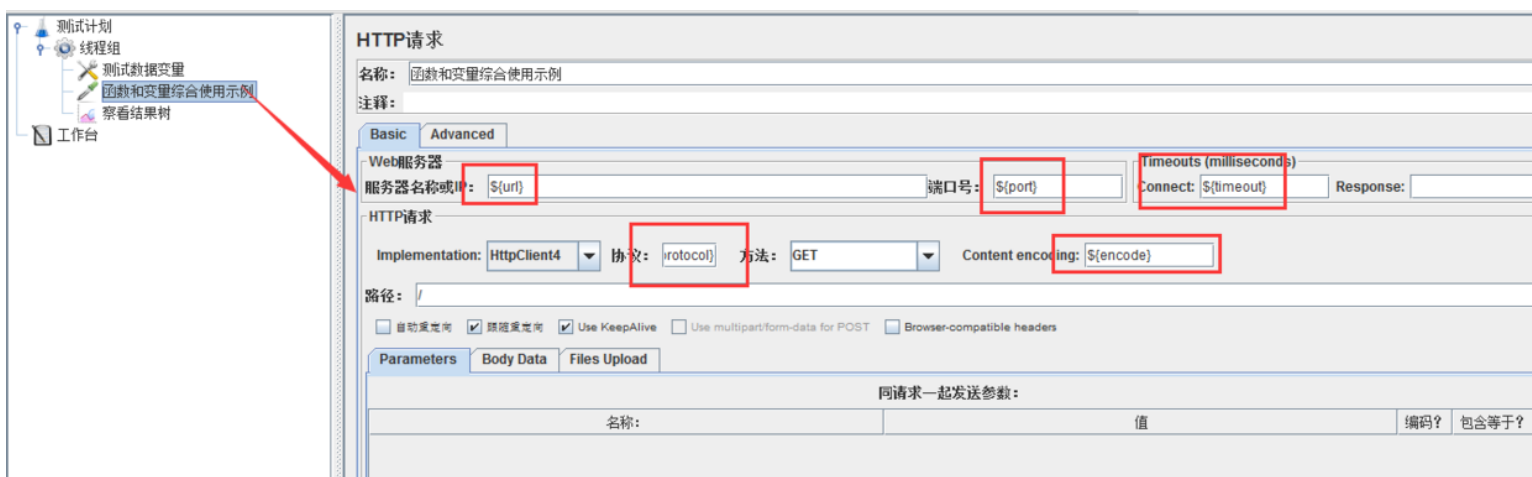 测试计划
线程组
测试数据变量
函数和变量综合使用示例
察看结果树
工作台
HTTP请求
名称： 函数和变量综合使用示例
注释：
Basic Advanced
Web服务器 Timeouts (milliseconds)
服务器名称或IP： ${url} 端口号： ${port} Connect: ${timeout} Response:
HTTP请求
Implementation: HttpClient4 协议： rotocol} 方法： GET Content encoding: ${encode}
路径： /
自动重定向 跟随重定向 Use KeepAlive Use multipart/form-data for POST Browser-compatible headers
Parameters Body Data Files Upload
同请求一起发送参数：
名称： 值 编码？ 包含等于？